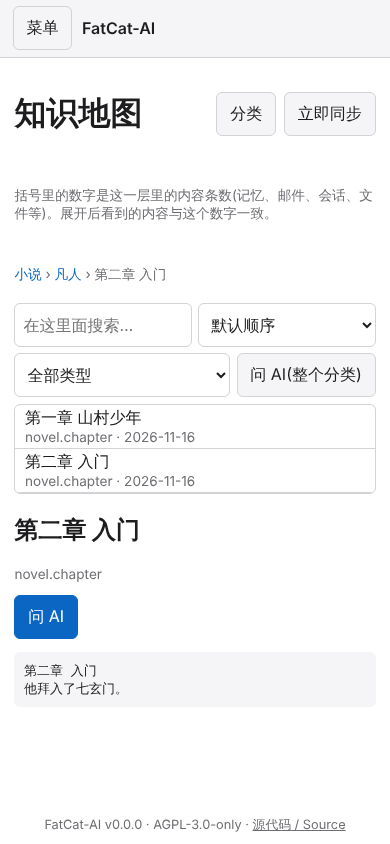 菜单 FatCat-AI
知识地图 分类 立即同步
括号里的数字是这一层里的内容条数(记忆、邮件、会话、文
件等)。展开后看到的内容与这个数字一致。
小说 › 凡人 › 第二章 入门
在这里面搜索... 默认顺序
全部类型 问 AI(整个分类)
第一章 山村少年
novel.chapter · 2026-11-16
第二章 入门
novel.chapter · 2026-11-16
第二章 入门
novel.chapter
问 AI
第二章 入门
他拜入了七玄门。
FatCat-AI v0.0.0 · AGPL-3.0-only · 源代码 / Source